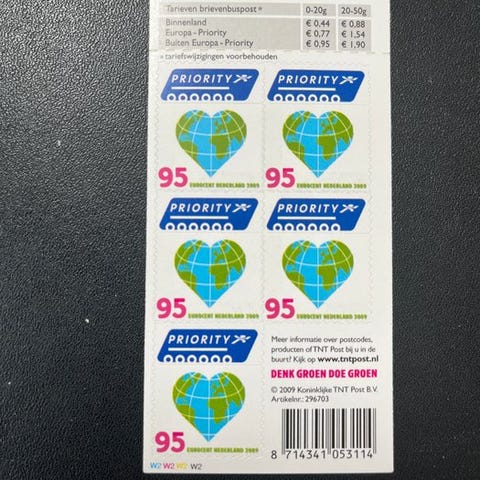 Tarieven brievenbuspost * 0-20g 20-50g
Binnenland € 0,44 € 0,88
Europa - Priority € 0,77 € 1,54
Buiten Europa - Priority € 0,95 € 1,90
* tariefswijzigingen voorbehouden
PRIORITY PRIORITY
95 EUROCENT NEDERLAND 2009 95 EUROCENT NEDERLAND 2009
PRIORITY PRIORITY
95 EUROCENT NEDERLAND 2009 95 EUROCENT NEDERLAND 2009
PRIORITY
95 EUROCENT NEDERLAND 2009
Meer informatie over postcodes,
producten of TNT Post bij u in de
buurt? Kijk op www.tntpost.nl
DENK GROEN DOE GROEN
© 2009 Koninklijke TNT Post B.V.
Artikelnr.: 296703
8 714341 053114
W2 W2 W2 W2